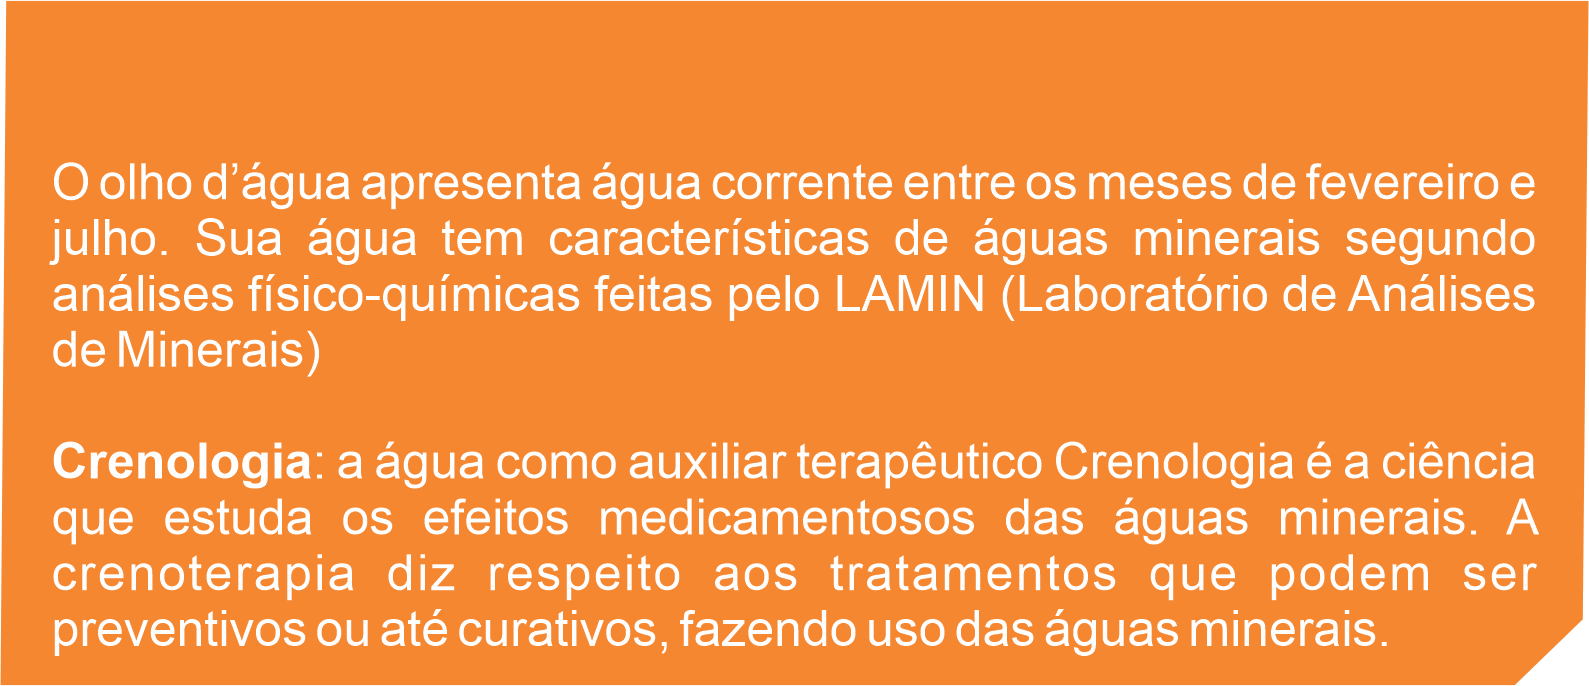 O olho d’água apresenta água corrente entre os meses de fevereiro e
julho. Sua água tem características de águas minerais segundo
análises físico-químicas feitas pelo LAMIN (Laboratório de Análises
de Minerais)
Crenologia: a água como auxiliar terapêutico Crenologia é a ciência
que estuda os efeitos medicamentosos das águas minerais. A
crenoterapia diz respeito aos tratamentos que podem ser
preventivos ou até curativos, fazendo uso das águas minerais.